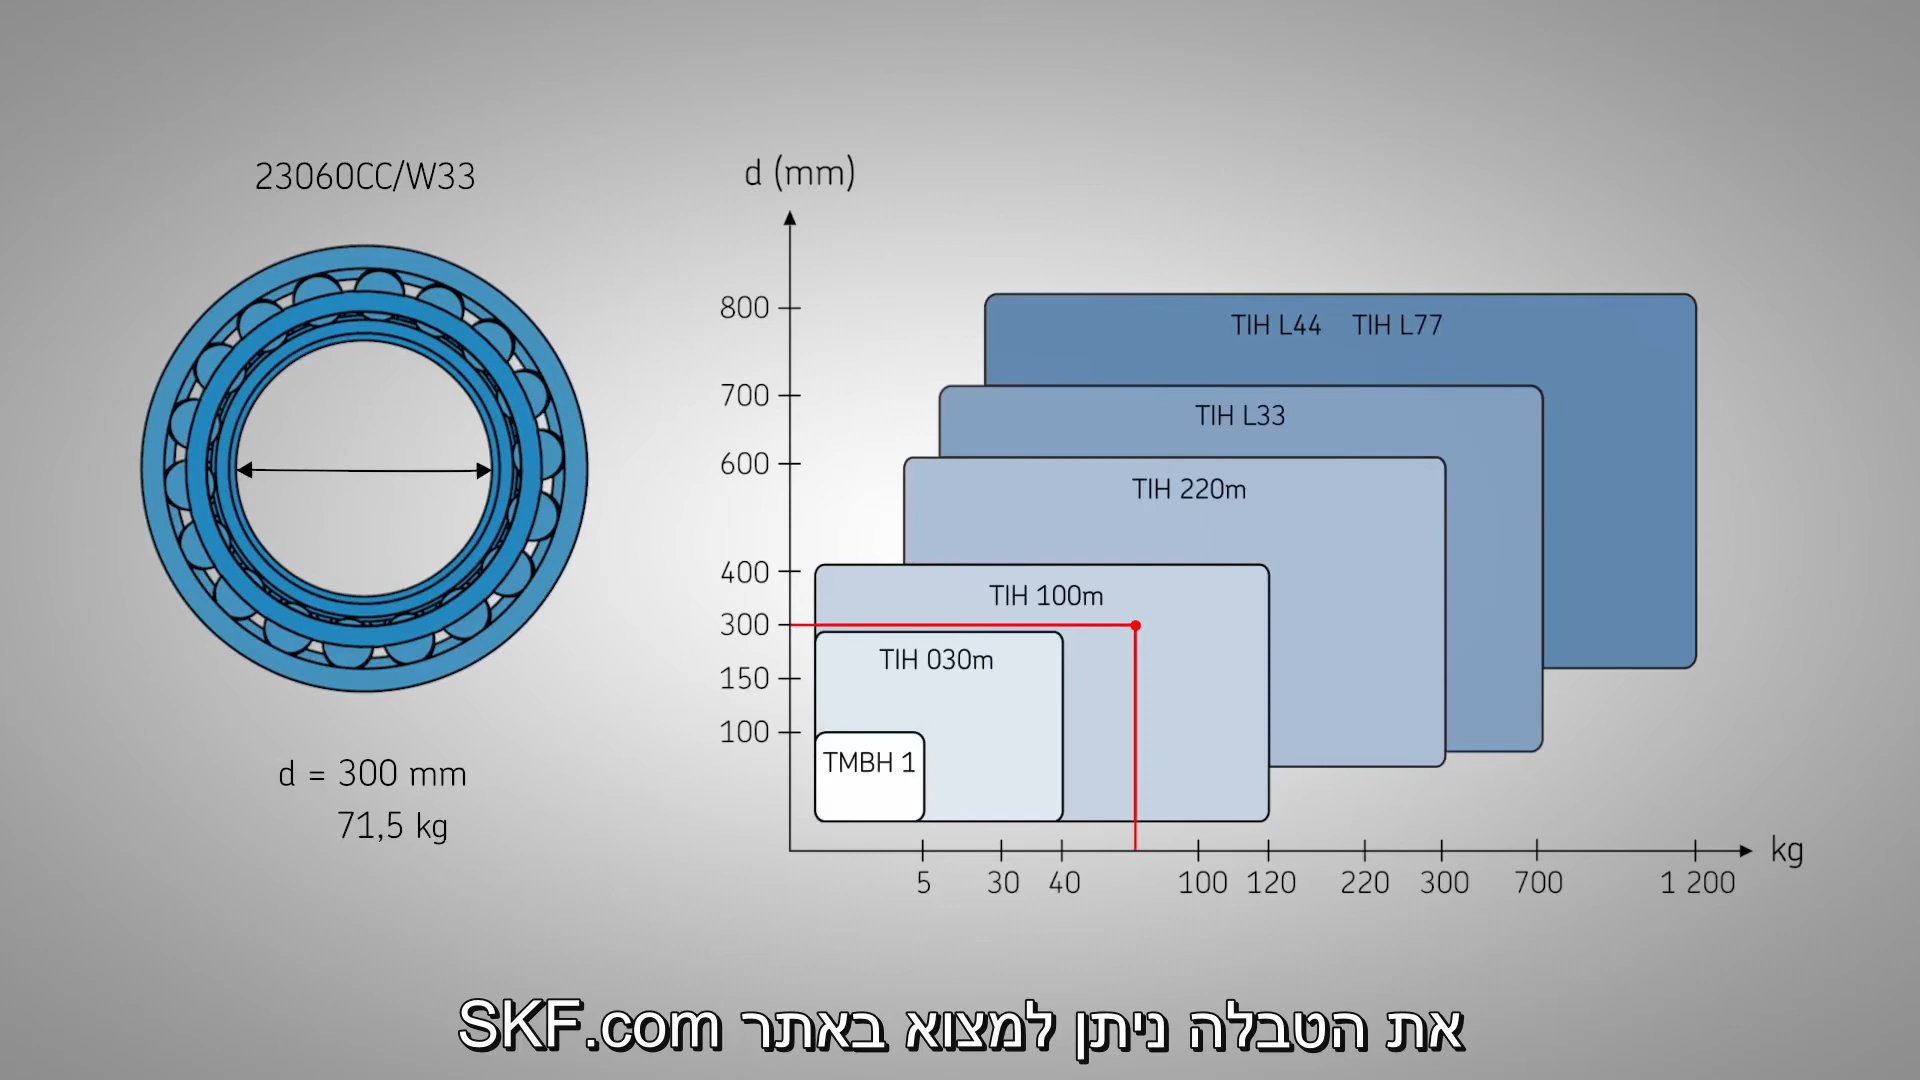 23060CC/W33
d = 300 mm
71,5 kg
d (mm)
800
700
600
400
300
150
100
TIH L44 TIH L77
TIH L33
TIH 220m
TIH 100m
TIH 030m
TMBH 1
5 30 40 100 120 220 300 700 1 200
kg
את הטבלה ניתן למצוא באתר SKF.com